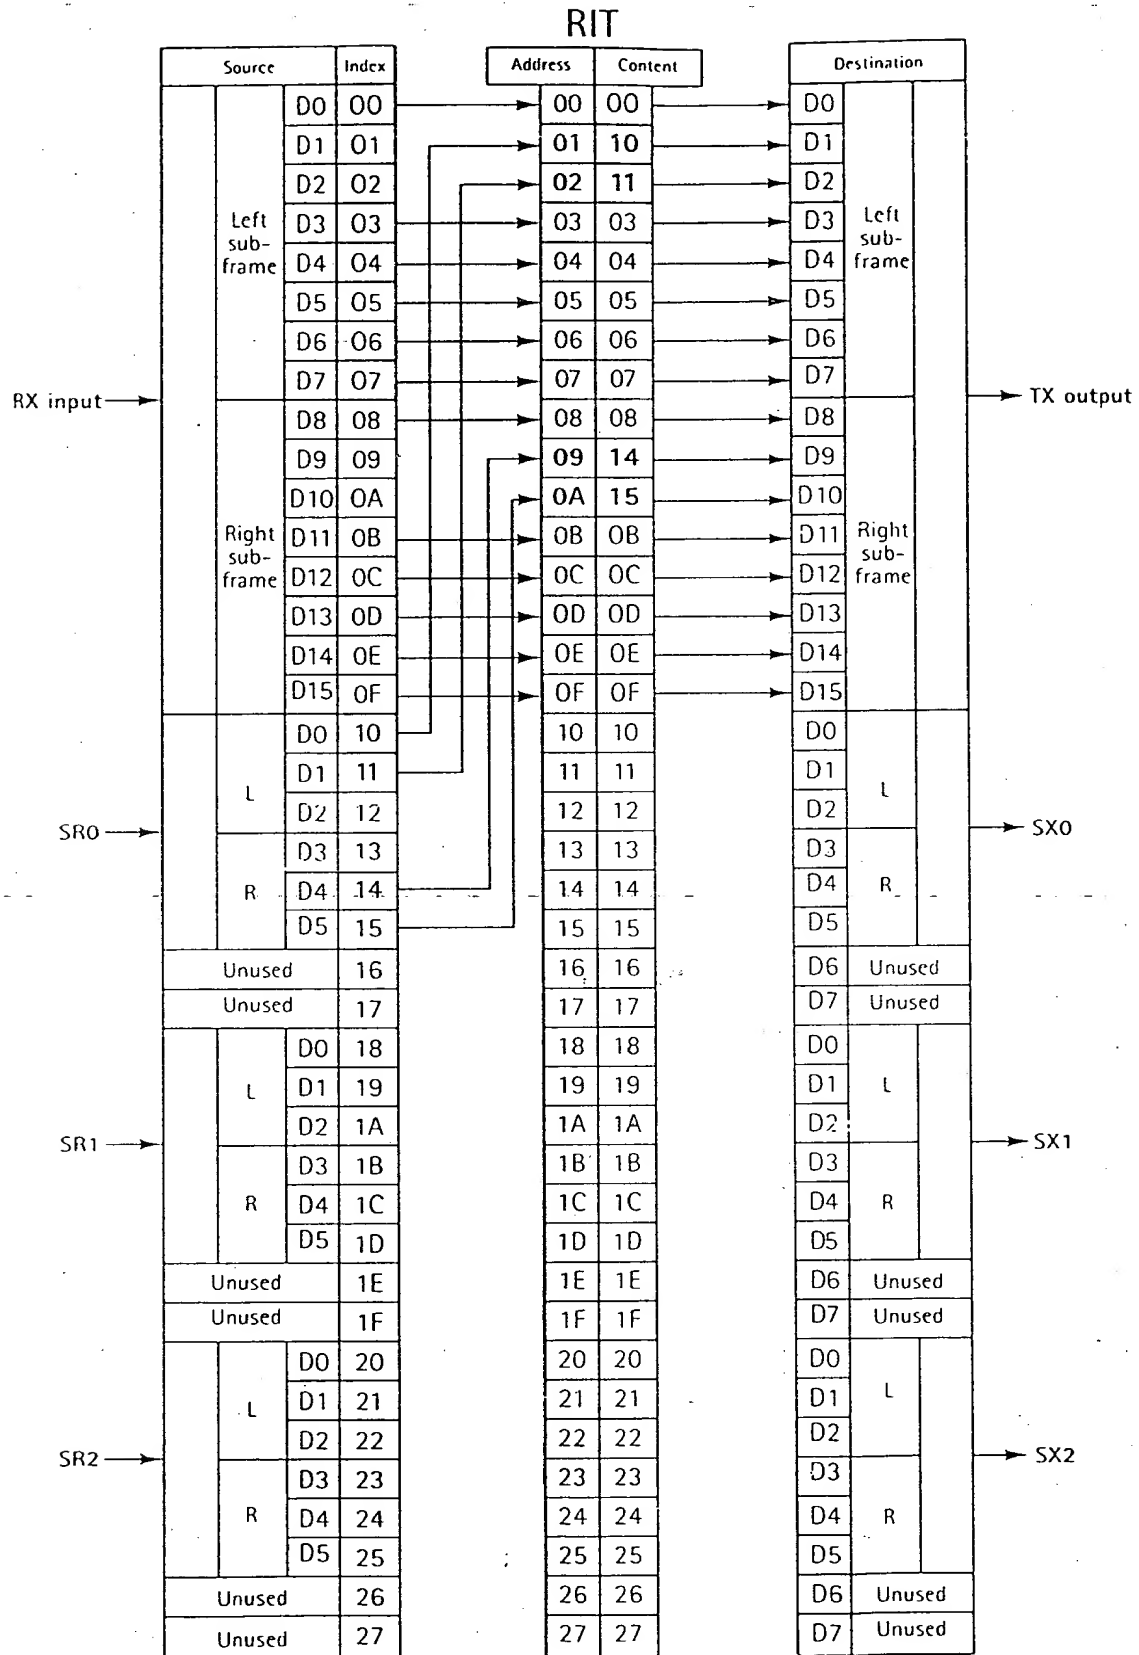 RIT
Source Index Address Content Destination
D0 00 00 00 D0
D1 01 01 10 D1
D2 02 02 11 D2
Left sub-frame D3 03 03 03 D3 Left sub-frame
D4 04 04 04 D4
D5 05 05 05 D5
D6 06 06 06 D6
D7 07 07 07 D7
RX input TX output
D8 08 08 08 D8
D9 09 09 14 D9
D10 0A 0A 15 D10
Right sub-frame D11 0B 0B 0B D11 Right sub-frame
D12 0C 0C 0C D12
D13 0D 0D 0D D13
D14 0E 0E 0E D14
D15 0F 0F 0F D15
D0 10 10 10 D0
L D1 11 11 11 D1 L
D2 12 12 12 D2
SR0 SX0
D3 13 13 13 D3
R D4 14 14 14 D4 R
D5 15 15 15 D5
Unused 16 16 16 D6 Unused
Unused 17 17 17 D7 Unused
D0 18 18 18 D0
L D1 19 19 19 D1 L
D2 1A 1A 1A D2
SR1 SX1
D3 1B 1B 1B D3
R D4 1C 1C 1C D4 R
D5 1D 1D 1D D5
Unused 1E 1E 1E D6 Unused
Unused 1F 1F 1F D7 Unused
D0 20 20 20 D0
L D1 21 21 21 D1 L
D2 22 22 22 D2
SR2 SX2
D3 23 23 23 D3
R D4 24 24 24 D4 R
D5 25 25 25 D5
Unused 26 26 26 D6 Unused
Unused 27 27 27 D7 Unused